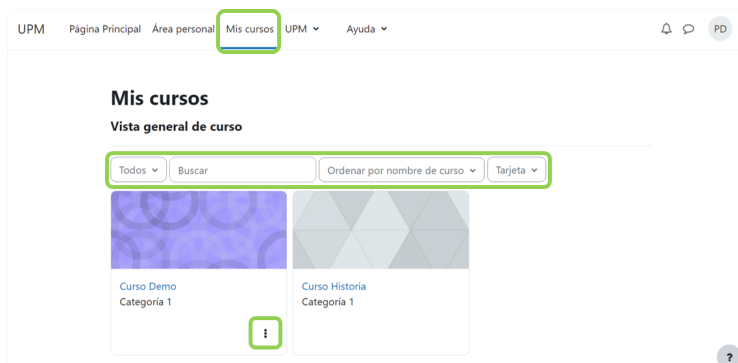 UPM Página Principal Área personal Mis cursos UPM Ayuda PD
Mis cursos
Vista general de curso
Todos Buscar Ordenar por nombre de curso Tarjeta
Curso Demo Curso Historia
Categoría 1 Categoría 1
?